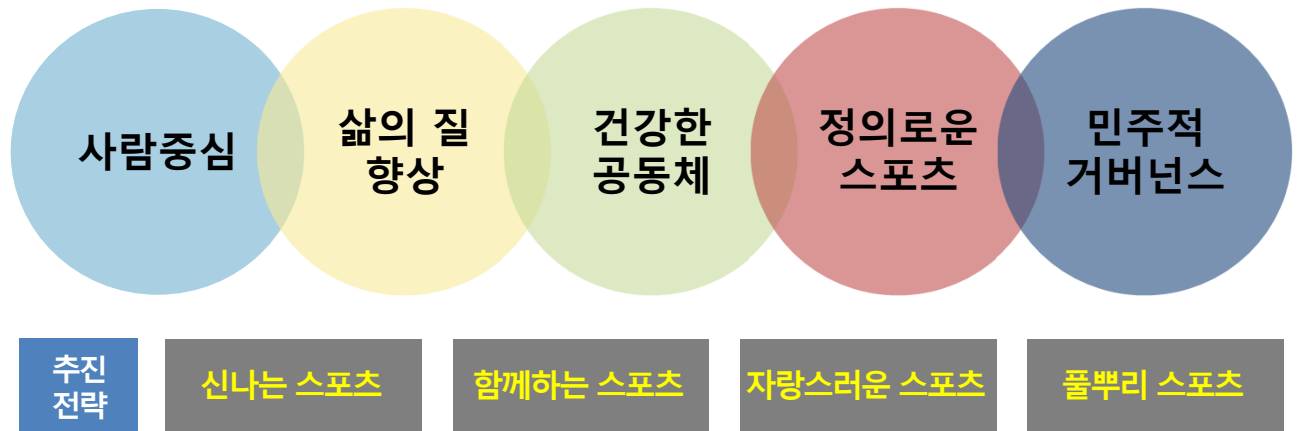 사람중심
삶의 질
향상
건강한
공동체
정의로운
스포츠
민주적
거버넌스
추진
전략
신나는 스포츠
함께하는 스포츠
자랑스러운 스포츠
풀뿌리 스포츠